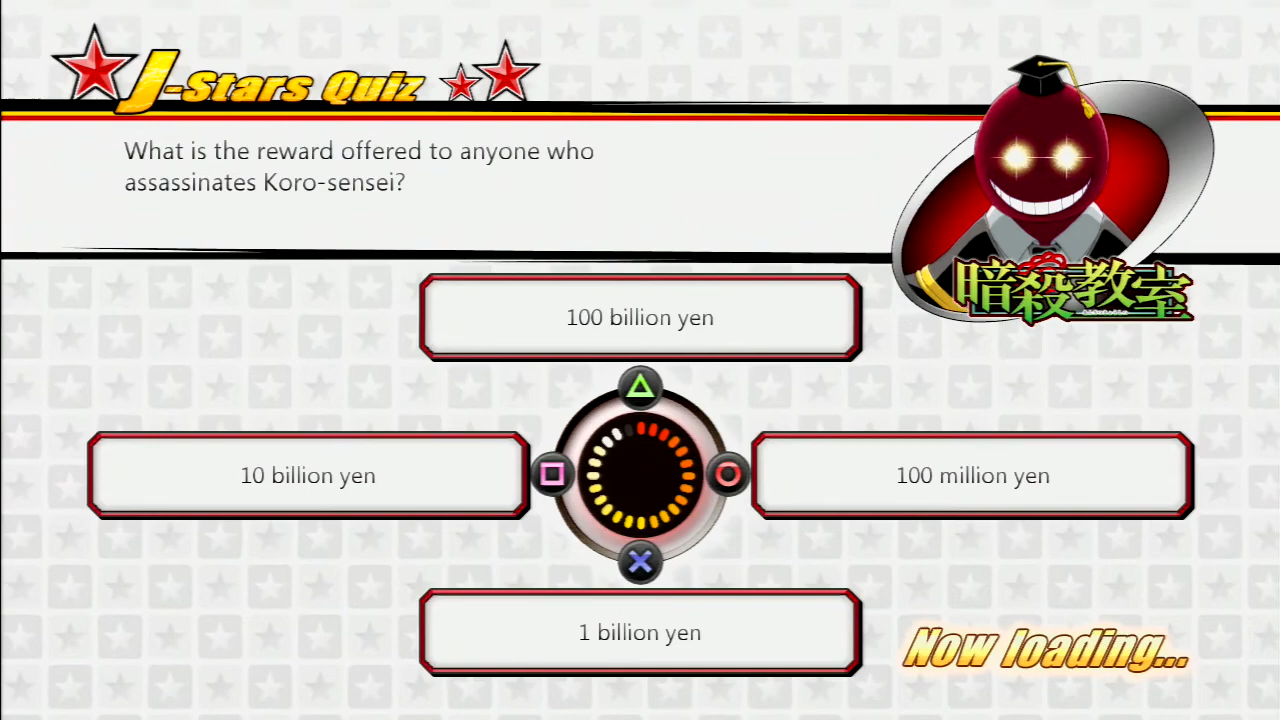 J-Stars Quiz
What is the reward offered to anyone who
assassinates Koro-sensei?
暗殺教室
100 billion yen
10 billion yen
100 million yen
1 billion yen
Now loading...